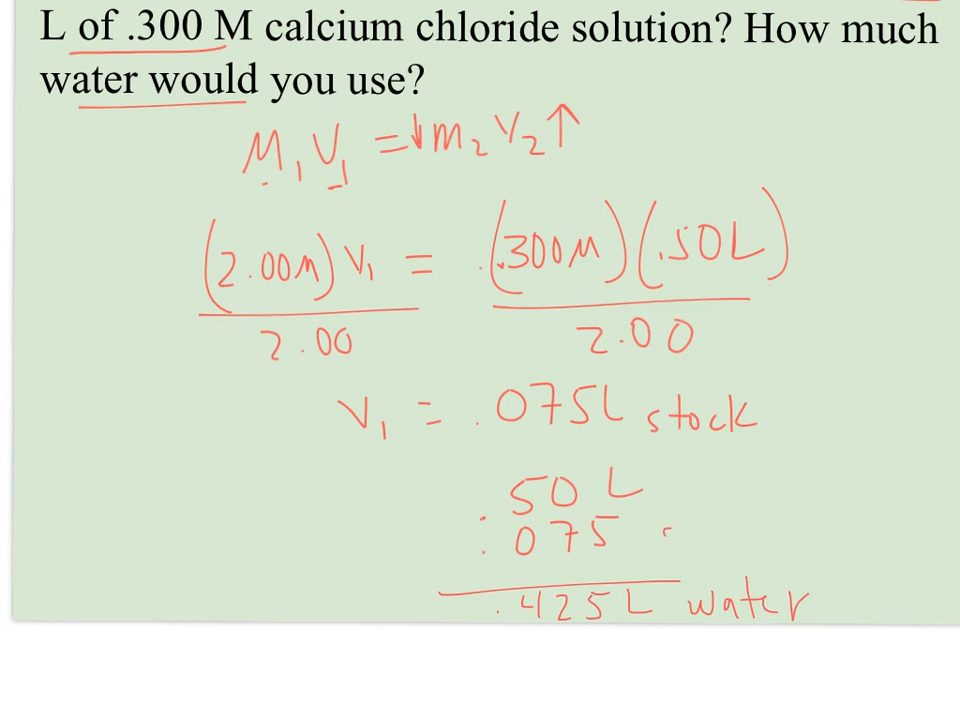 L of .300 M calcium chloride solution? How much
water would you use?
M₁V₁ = ↓m₂V₂↑
(2.00M)V₁ = (.300M)(.50L)
2.00 2.00
V₁ = .075L stock
.50 L
.075
.425L water